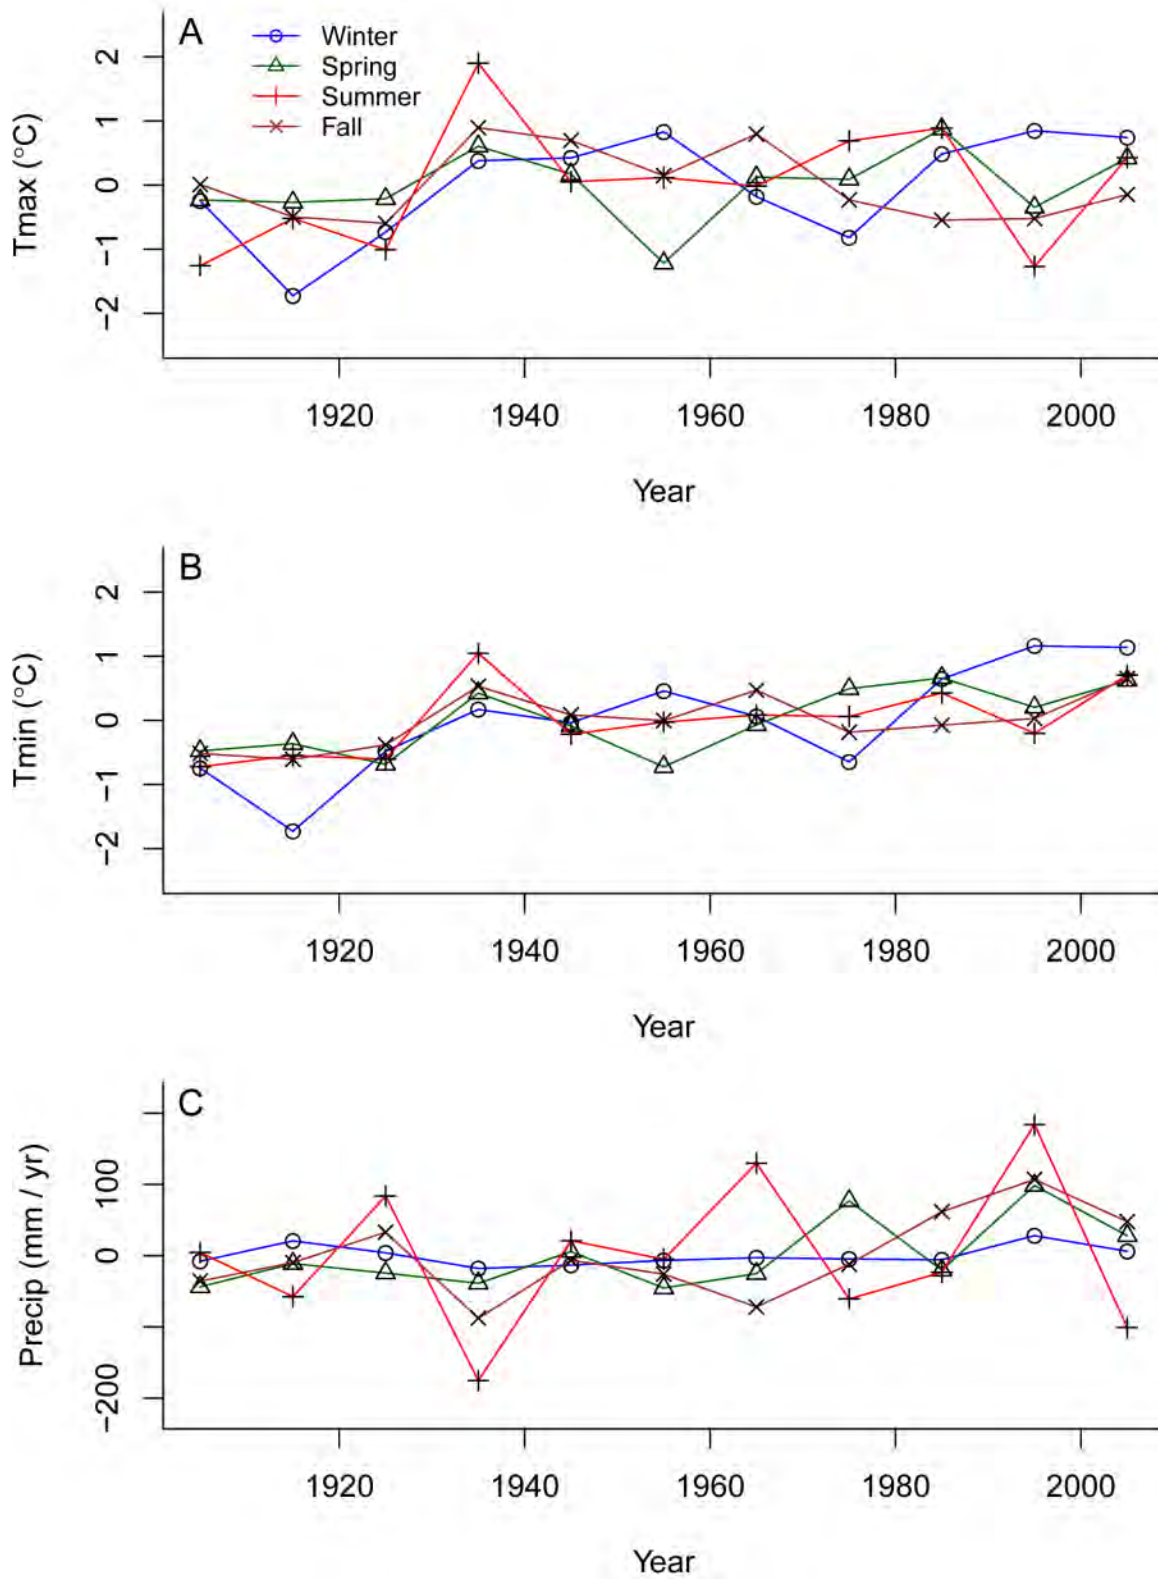 A
Winter
Spring
Summer
Fall
Tmax (°C)
2
1
0
−1
−2
1920 1940 1960 1980 2000
Year
B
Tmin (°C)
2
1
0
−1
−2
1920 1940 1960 1980 2000
Year
C
Precip (mm / yr)
100
0
−200
1920 1940 1960 1980 2000
Year